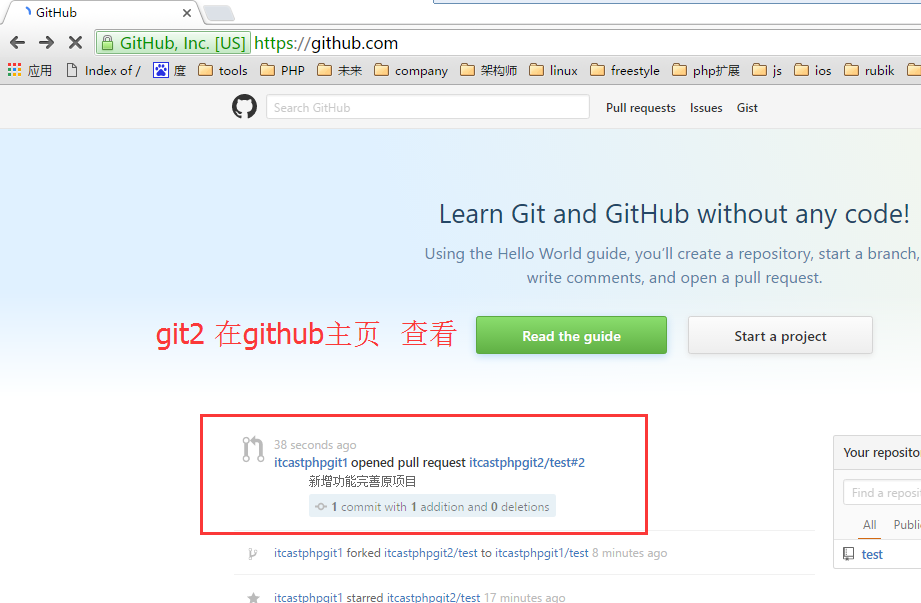 GitHub
GitHub, Inc. [US] https://github.com
应用 Index of / 度 tools PHP 未来 company 架构师 linux freestyle php扩展 js ios rubik
Search GitHub Pull requests Issues Gist
Learn Git and GitHub without any code!
Using the Hello World guide, you’ll create a repository, start a branch,
write comments, and open a pull request.
git2 在github主页 查看
Read the guide Start a project
38 seconds ago
itcastphpgit1 opened pull request itcastphpgit2/test#2
新增功能完善原项目
1 commit with 1 addition and 0 deletions
itcastphpgit1 forked itcastphpgit2/test to itcastphpgit1/test 8 minutes ago
itcastphpgit1 starred itcastphpgit2/test 17 minutes ago
Your reposito
Find a reposi
All Publi
test